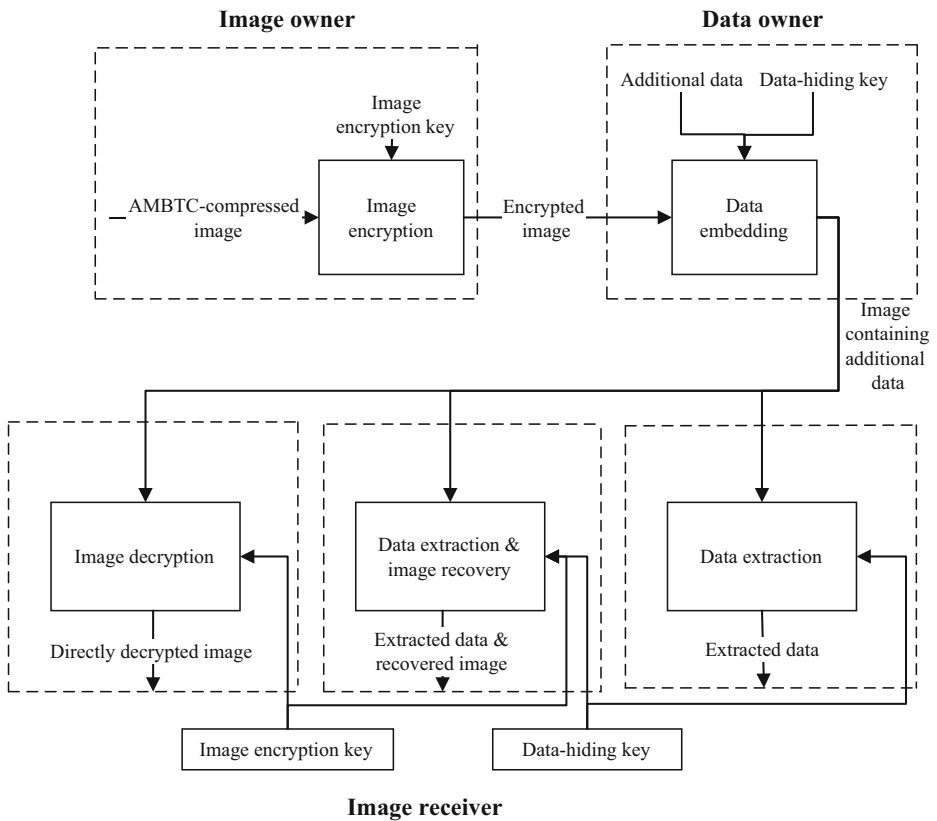 Image owner
Data owner
Additional data
Data-hiding key
Image
encryption key
AMBTC-compressed
image
Image
encryption
Encrypted
image
Data
embedding
Image
containing
additional
data
Image decryption
Data extraction &
image recovery
Data extraction
Directly decrypted image
Extracted data &
recovered image
Extracted data
Image encryption key
Data-hiding key
Image receiver